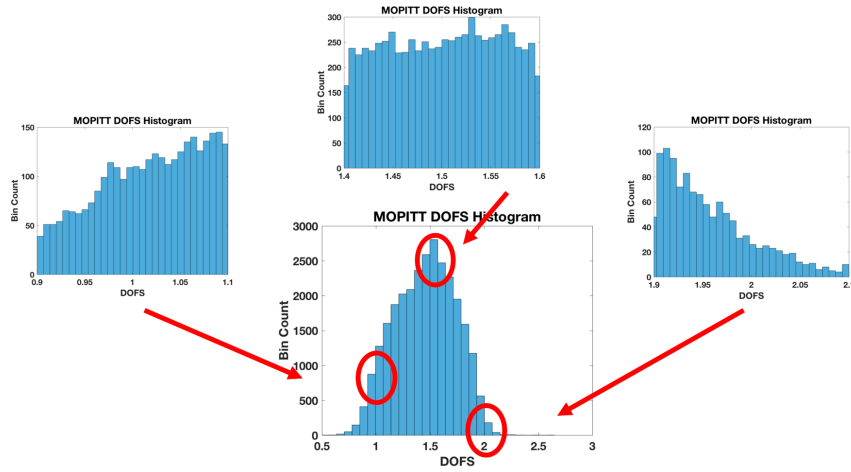 MOPITT DOFS Histogram
300
250
200
150
100
50
0
Bin Count
1.4 1.45 1.5 1.55 1.6
DOFS
MOPITT DOFS Histogram
150
100
50
0
Bin Count
0.9 0.95 1 1.05 1.1
DOFS
MOPITT DOFS Histogram
120
100
80
60
40
20
0
Bin Count
1.9 1.95 2 2.05 2.
DOFS
MOPITT DOFS Histogram
3000
2500
2000
1500
1000
500
0
Bin Count
0.5 1 1.5 2 2.5 3
DOFS